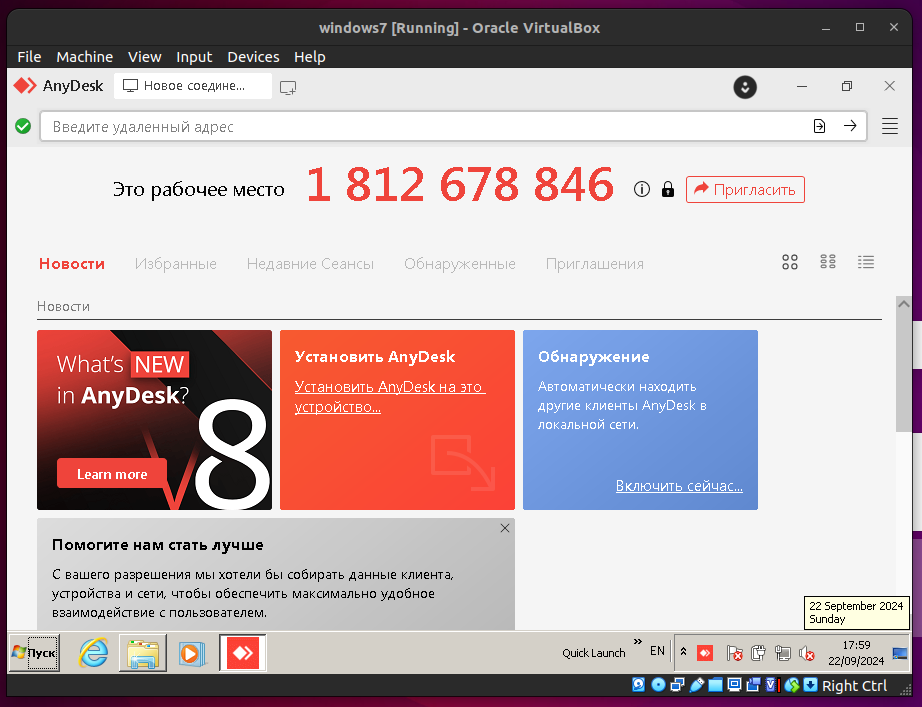 windows7 [Running] - Oracle VirtualBox
File Machine View Input Devices Help
AnyDesk Новое соедине...
Введите удаленный адрес
Это рабочее место 1 812 678 846 Пригласить
Новости Избранные Недавние Сеансы Обнаруженные Приглашения
Новости
What's NEW
in AnyDesk?
8
Learn more
Установить AnyDesk
Установить AnyDesk на это
устройство...
Обнаружение
Автоматически находить
другие клиенты AnyDesk в
локальной сети.
Включить сейчас...
Помогите нам стать лучше
С вашего разрешения мы хотели бы собирать данные клиента,
устройства и сети, чтобы обеспечить максимально удобное
взаимодействие с пользователем.
22 September 2024
Sunday
Пуск
Quick Launch
EN
17:59
22/09/2024
Right Ctrl